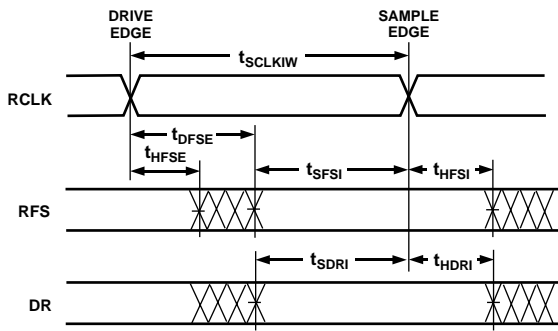 DRIVE
EDGE
SAMPLE
EDGE
tSCLKIW
RCLK
tDFSE
tHFSE
tSFSI
tHFSI
RFS
tSDRI
tHDRI
DR